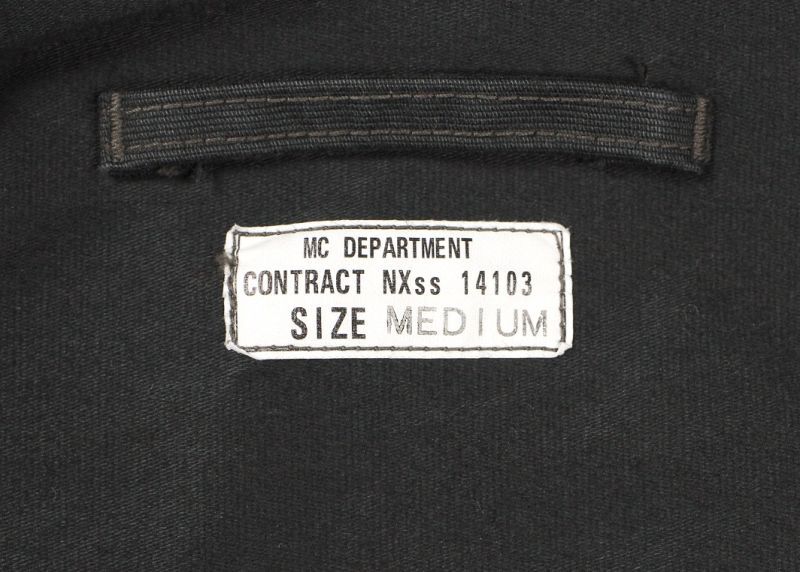 MC DEPARTMENT
CONTRACT NXss 14103
SIZE MEDIUM